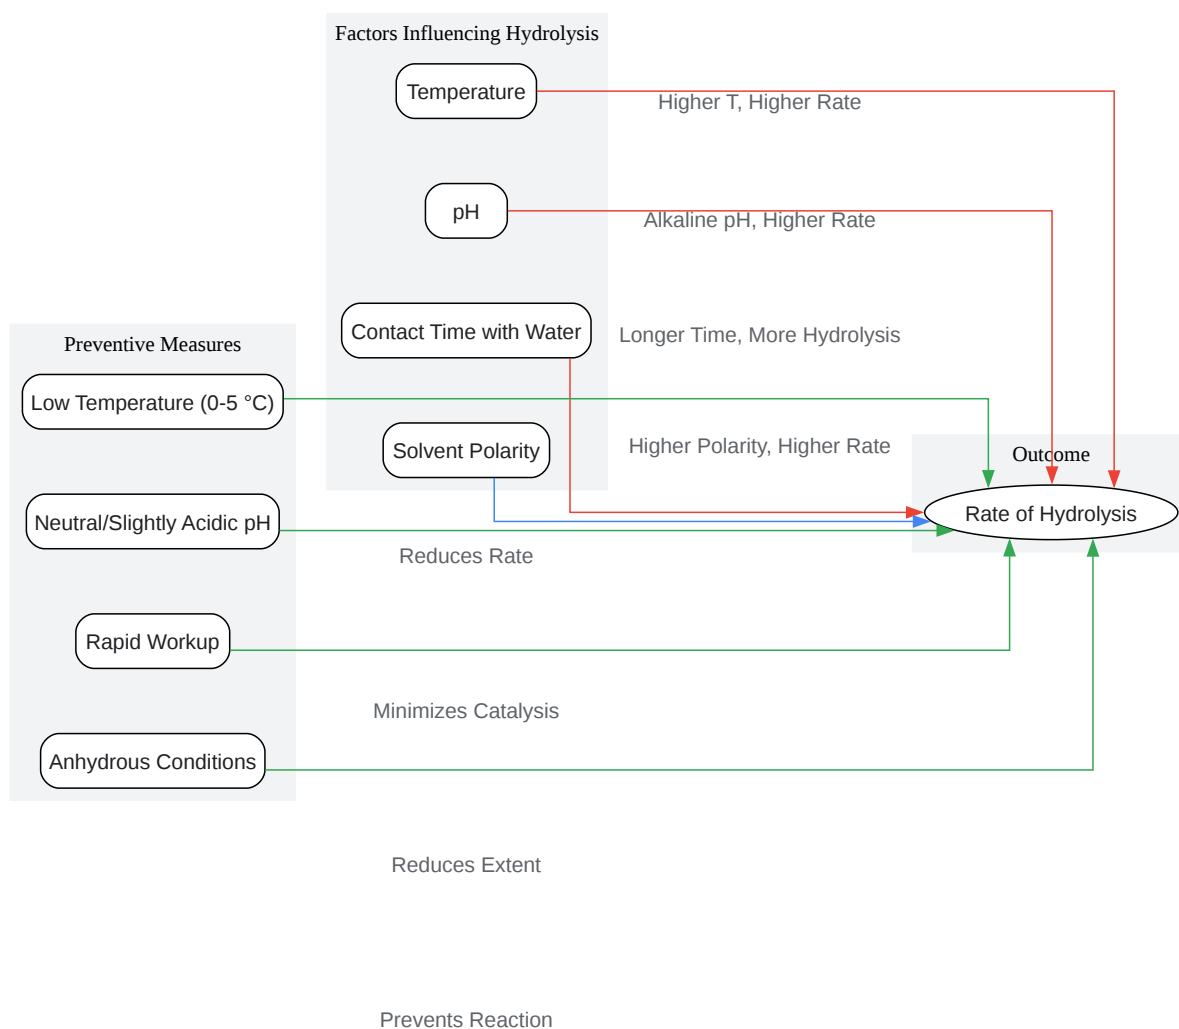 Factors Influencing Hydrolysis
Temperature
Higher T, Higher Rate
pH
Alkaline pH, Higher Rate
Contact Time with Water
Longer Time, More Hydrolysis
Solvent Polarity
Higher Polarity, Higher Rate
Preventive Measures
Low Temperature (0-5 °C)
Neutral/Slightly Acidic pH
Reduces Rate
Rapid Workup
Minimizes Catalysis
Anhydrous Conditions
Reduces Extent
Prevents Reaction
Outcome
Rate of Hydrolysis